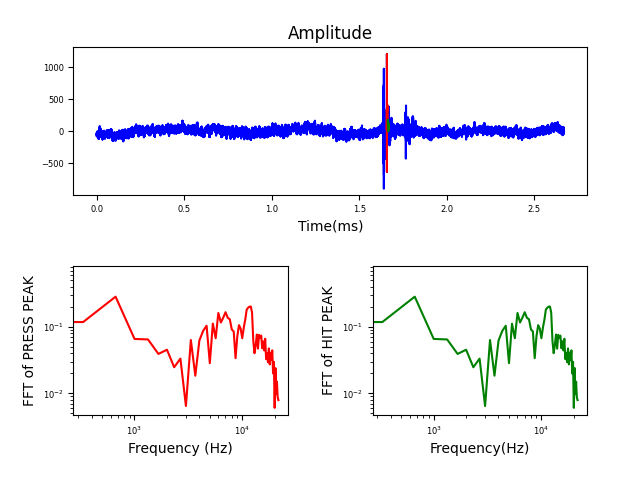 Amplitude
1000
500
0
−500
0.0 0.5 1.0 1.5 2.0 2.5
Time(ms)
FFT of PRESS PEAK
10⁻¹
10⁻²
10³ 10⁴
Frequency (Hz)
FFT of HIT PEAK
10⁻¹
10⁻²
10³ 10⁴
Frequency(Hz)